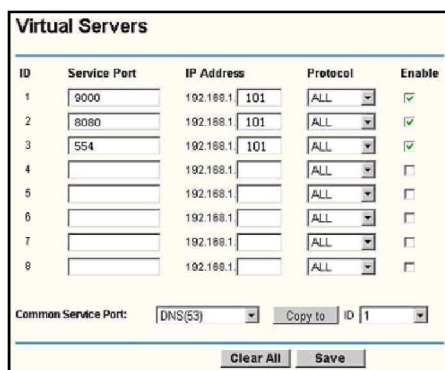 Virtual Servers
ID Service Port IP Address Protocol Enable
1 9000 192.168.1. 101 ALL
2 8080 192.168.1. 101 ALL
3 554 192.168.1. 101 ALL
4 192.168.1. ALL
5 192.168.1. ALL
6 192.168.1. ALL
7 192.168.1. ALL
8 192.168.1. ALL
Common Service Port: DNS(53) Copy to ID 1
Clear All Save